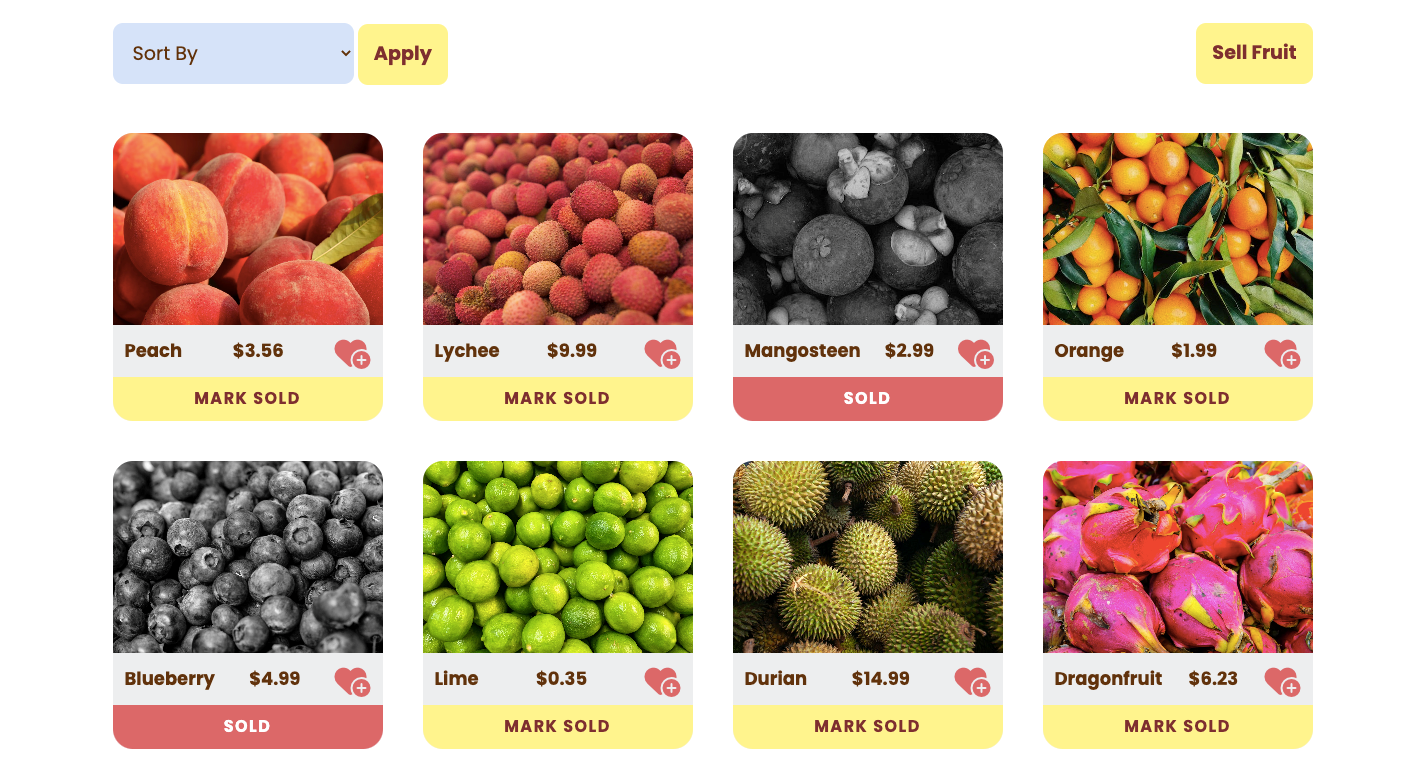 Sort By
Apply
Sell Fruit
Peach $3.56
Lychee $9.99
Mangosteen $2.99
Orange $1.99
MARK SOLD
MARK SOLD
SOLD
MARK SOLD
Blueberry $4.99
Lime $0.35
Durian $14.99
Dragonfruit $6.23
SOLD
MARK SOLD
MARK SOLD
MARK SOLD